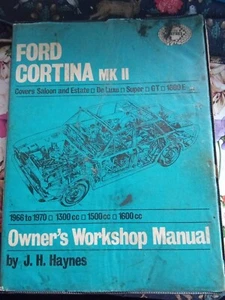 FORD
CORTINA MK II
Covers Saloon and Estate □ De Luxe □ Super □ GT □ 1600E
1966 to 1970 □ 1300 cc □ 1500 cc □ 1600 cc
Owner's Workshop Manual
by J. H. Haynes